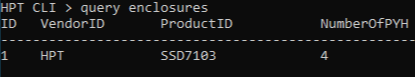 HPT CLI > query enclosures
ID VendorID ProductID NumberOfPYH
-------------------------------------------------------
1 HPT SSD7103 4